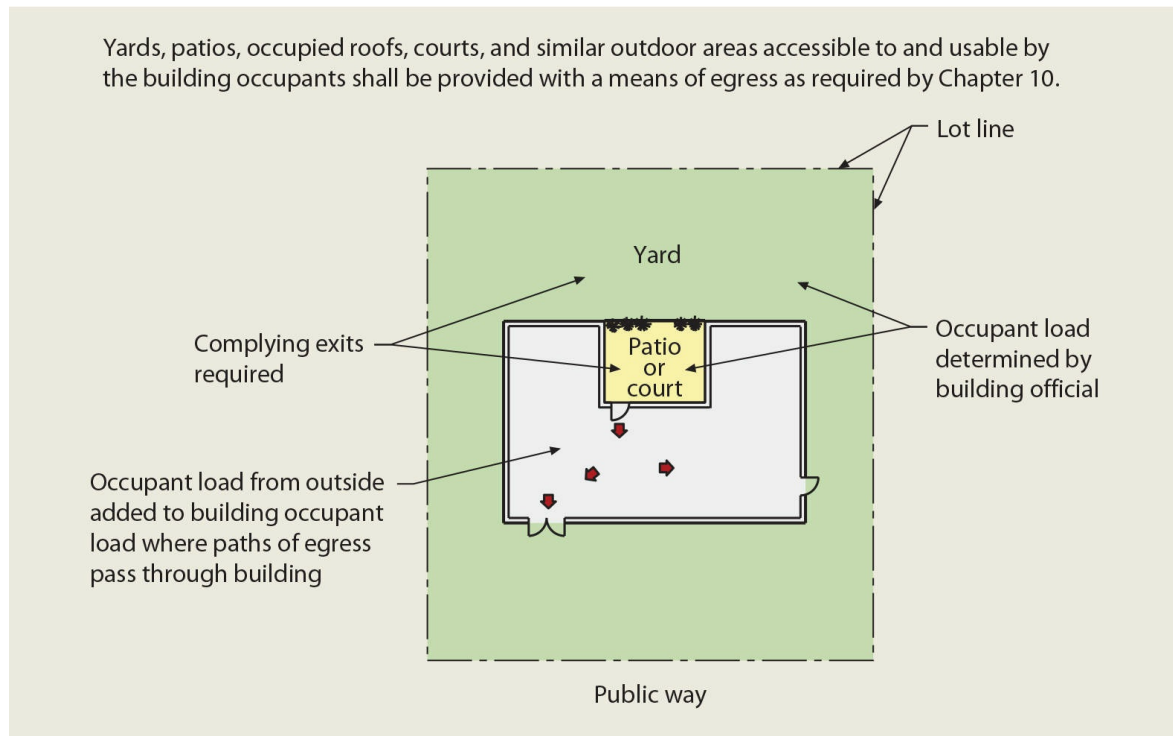 Yards, patios, occupied roofs, courts, and similar outdoor areas accessible to and usable by
the building occupants shall be provided with a means of egress as required by Chapter 10.
Lot line
Yard
Complying exits
required
Patio
or
court
Occupant load
determined by
building official
Occupant load from outside
added to building occupant
load where paths of egress
pass through building
Public way